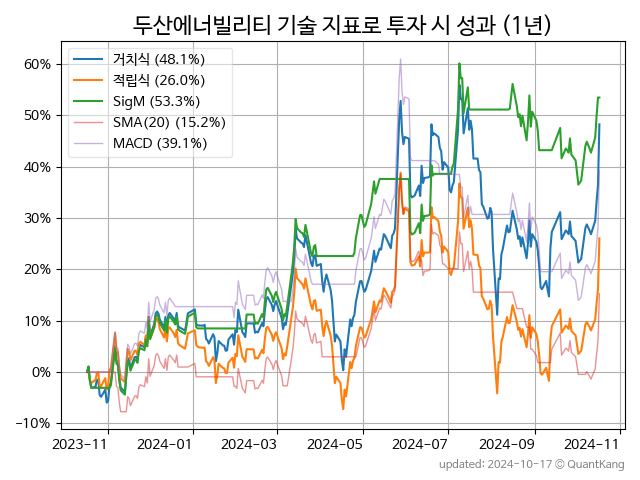 두산에너빌리티 기술 지표로 투자 시 성과 (1년)
거치식 (48.1%)
적립식 (26.0%)
SigM (53.3%)
SMA(20) (15.2%)
MACD (39.1%)
60%
50%
40%
30%
20%
10%
0%
−10%
2023-11 2024-01 2024-03 2024-05 2024-07 2024-09 2024-11
updated: 2024-10-17 © QuantKang